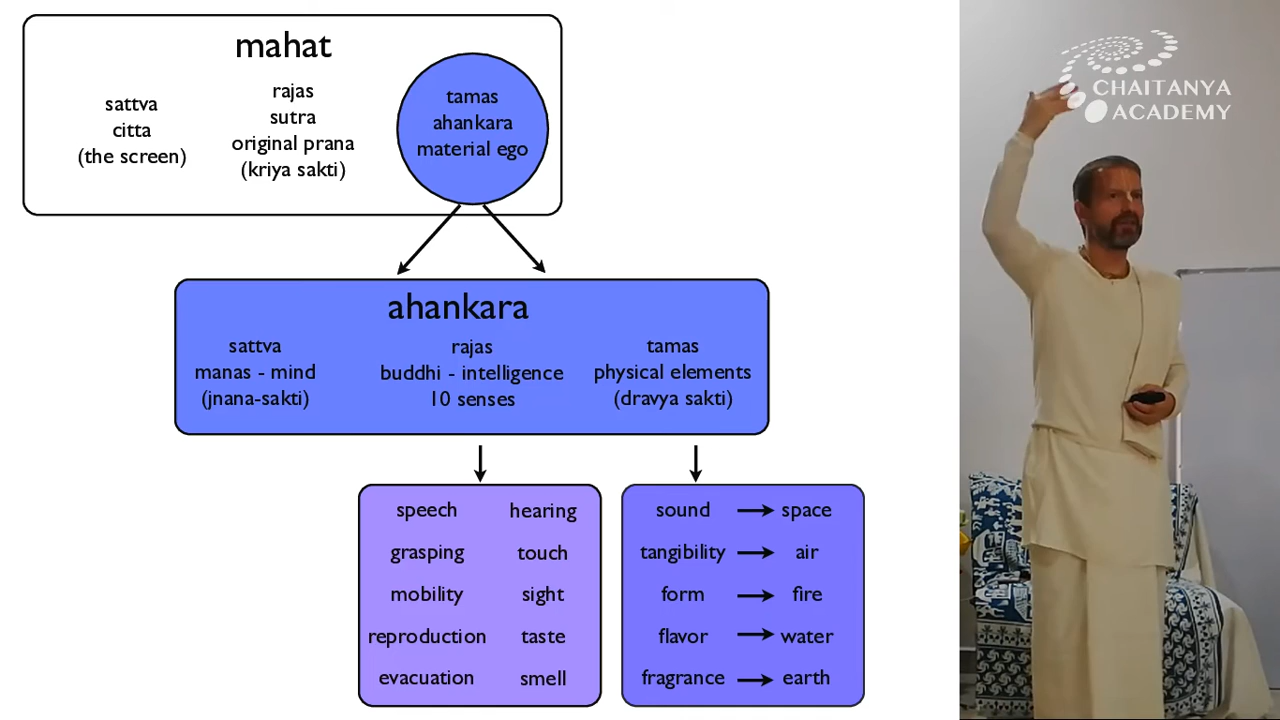 mahat
sattva
citta
(the screen)
rajas
sutra
original prana
(kriya sakti)
tamas
ahankara
material ego
ahankara
sattva
manas - mind
(jnana-sakti)
rajas
buddhi - intelligence
10 senses
tamas
physical elements
(dravya sakti)
speech hearing
grasping touch
mobility sight
reproduction taste
evacuation smell
sound → space
tangibility → air
form → fire
flavor → water
fragrance → earth
CHAITANYA
ACADEMY